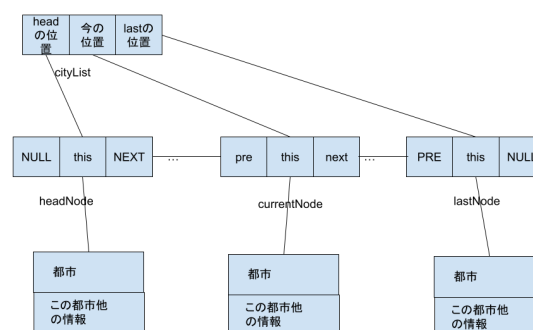 head
の位
置
今の
位置
lastの
位置
cityList
NULL
this
NEXT
...
pre
this
next
...
PRE
this
NULL
headNode
currentNode
lastNode
都市
この都市他
の情報
都市
この都市他
の情報
都市
この都市他
の情報